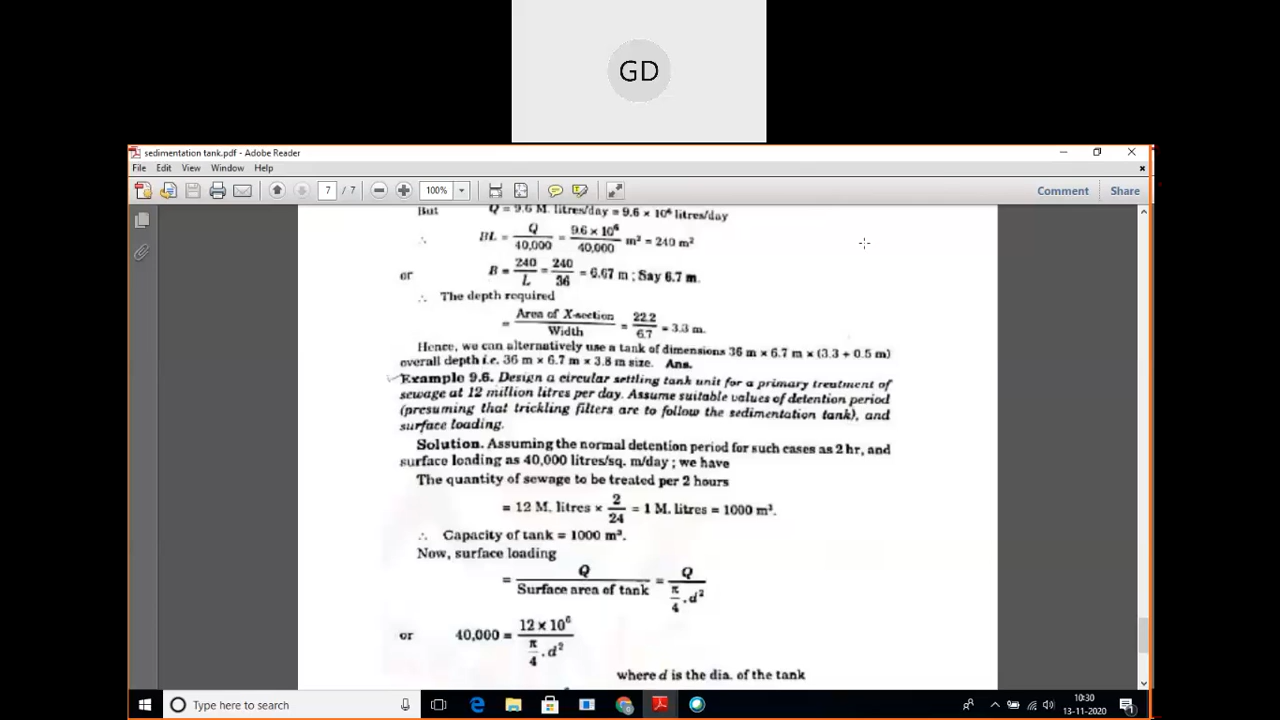 GD
sedimentation tank.pdf - Adobe Reader
File Edit View Window Help
7 / 7 100% Comment Share
But Q = 9.6 M. litres/day = 9.6 × 10⁶ litres/day
∴ BL = Q/40,000 = 9.6 × 10⁶/40,000 m² = 240 m²
or B = 240/L = 240/36 = 6.67 m ; Say 6.7 m.
∴ The depth required
= Area of X-section/Width = 22.2/6.7 = 3.3 m.
Hence, we can alternatively use a tank of dimensions 36 m × 6.7 m × (3.3 + 0.5 m)
overall depth i.e. 36 m × 6.7 m × 3.8 m size. Ans.
Example 9.6. Design a circular settling tank unit for a primary treatment of
sewage at 12 million litres per day. Assume suitable values of detention period
(presuming that trickling filters are to follow the sedimentation tank), and
surface loading.
Solution. Assuming the normal detention period for such cases as 2 hr, and
surface loading as 40,000 litres/sq. m/day ; we have
The quantity of sewage to be treated per 2 hours
= 12 M. litres × 2/24 = 1 M. litres = 1000 m³.
∴ Capacity of tank = 1000 m³.
Now, surface loading
= Q/Surface area of tank = Q/π/4 . d²
or 40,000 = 12 × 10⁶/π/4 . d²
where d is the dia. of the tank
Type here to search
10:30
13-11-2020